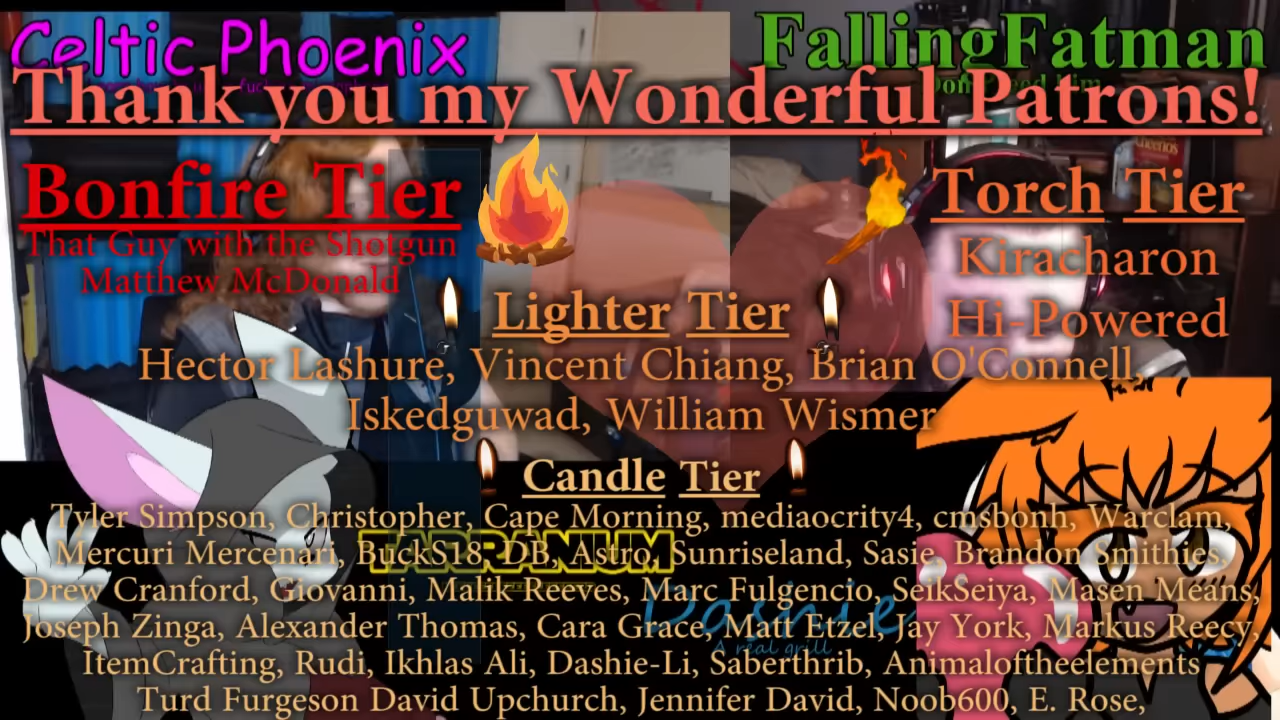 Celtic Phoenix
FallingFatman
Thank you my Wonderful Patrons!
Bonfire Tier
That Guy with the Shotgun
Matthew McDonald
Torch Tier
Kiracharon
Hi-Powered
Lighter Tier
Hector Lashure, Vincent Chiang, Brian O'Connell,
Iskedguwad, William Wismer
Candle Tier
Tyler Simpson, Christopher, Cape Morning, mediaocrity4, cmsbonh, Warclam,
Mercuri Mercenari, BuckS18, DB, Astro, Sunriseland, Sasie, Brandon Smithies,
Drew Cranford, Giovanni, Malik Reeves, Marc Fulgencio, SeikSeiya, Masen Means,
Joseph Zinga, Alexander Thomas, Cara Grace, Matt Etzel, Jay York, Markus Reecy,
ItemCrafting, Rudi, Ikhlas Ali, Dashie-Li, Saberthrib, Animaloftheelements
Turd Furgeson David Upchurch, Jennifer David, Noob600, E. Rose,
Dashie
A real grill
Cheerios